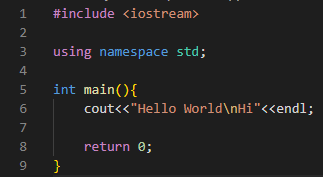 1 #include <iostream>
2
3 using namespace std;
4
5 int main(){
6     cout<<"Hello World\nHi"<<endl;
7
8     return 0;
9 }